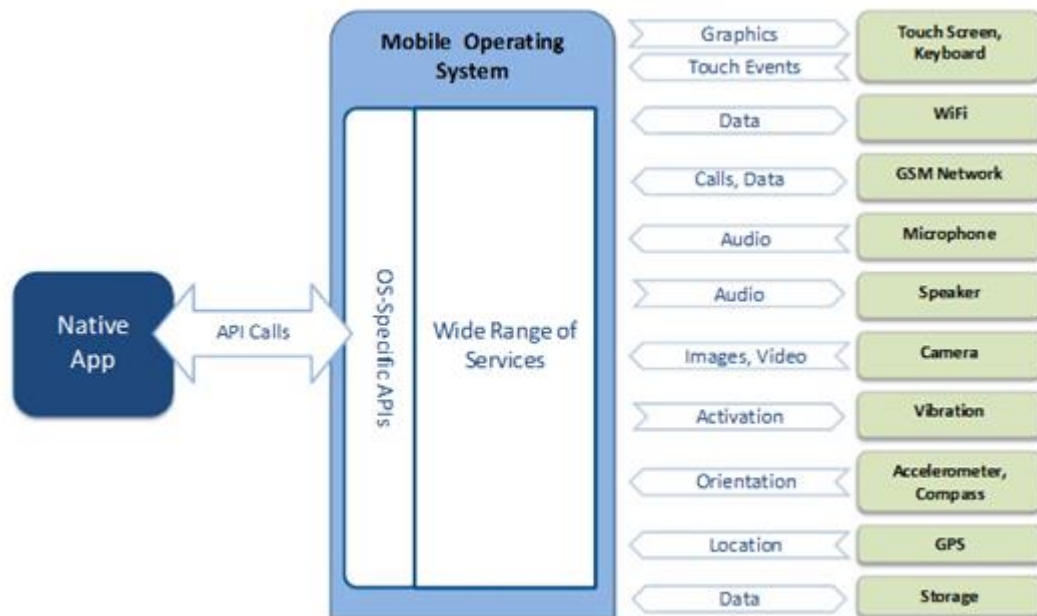 Mobile Operating
System
Graphics
Touch Events
Touch Screen,
Keyboard
Data
WiFi
Calls, Data
GSM Network
Audio
Microphone
Native
App
API Calls
OS-Specific APIs
Wide Range of
Services
Audio
Speaker
Images, Video
Camera
Activation
Vibration
Orientation
Accelerometer,
Compass
Location
GPS
Data
Storage